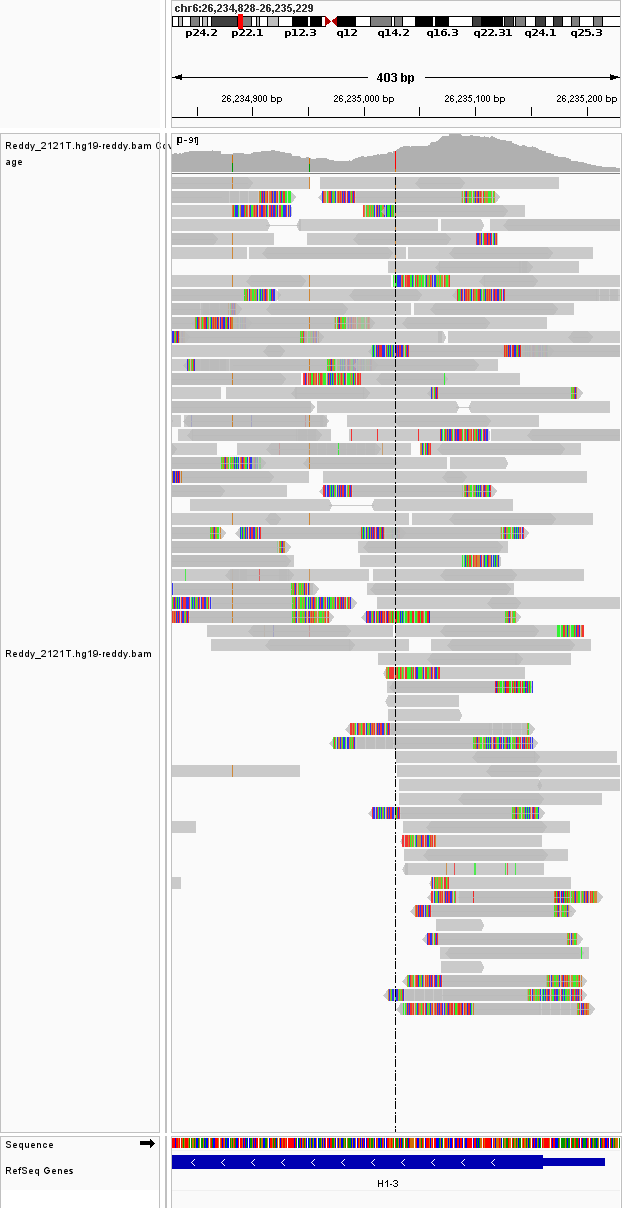 chr6:26,234,828-26,235,229
p24.2 p22.1 p12.3 q12 q14.2 q16.3 q22.31 q24.1 q25.3
403 bp
26,234,900 bp 26,235,000 bp 26,235,100 bp 26,235,200 bp
Reddy_2121T.hg19-reddy.bam
age
[0-91]
Reddy_2121T.hg19-reddy.bam
Sequence
RefSeq Genes
H1-3